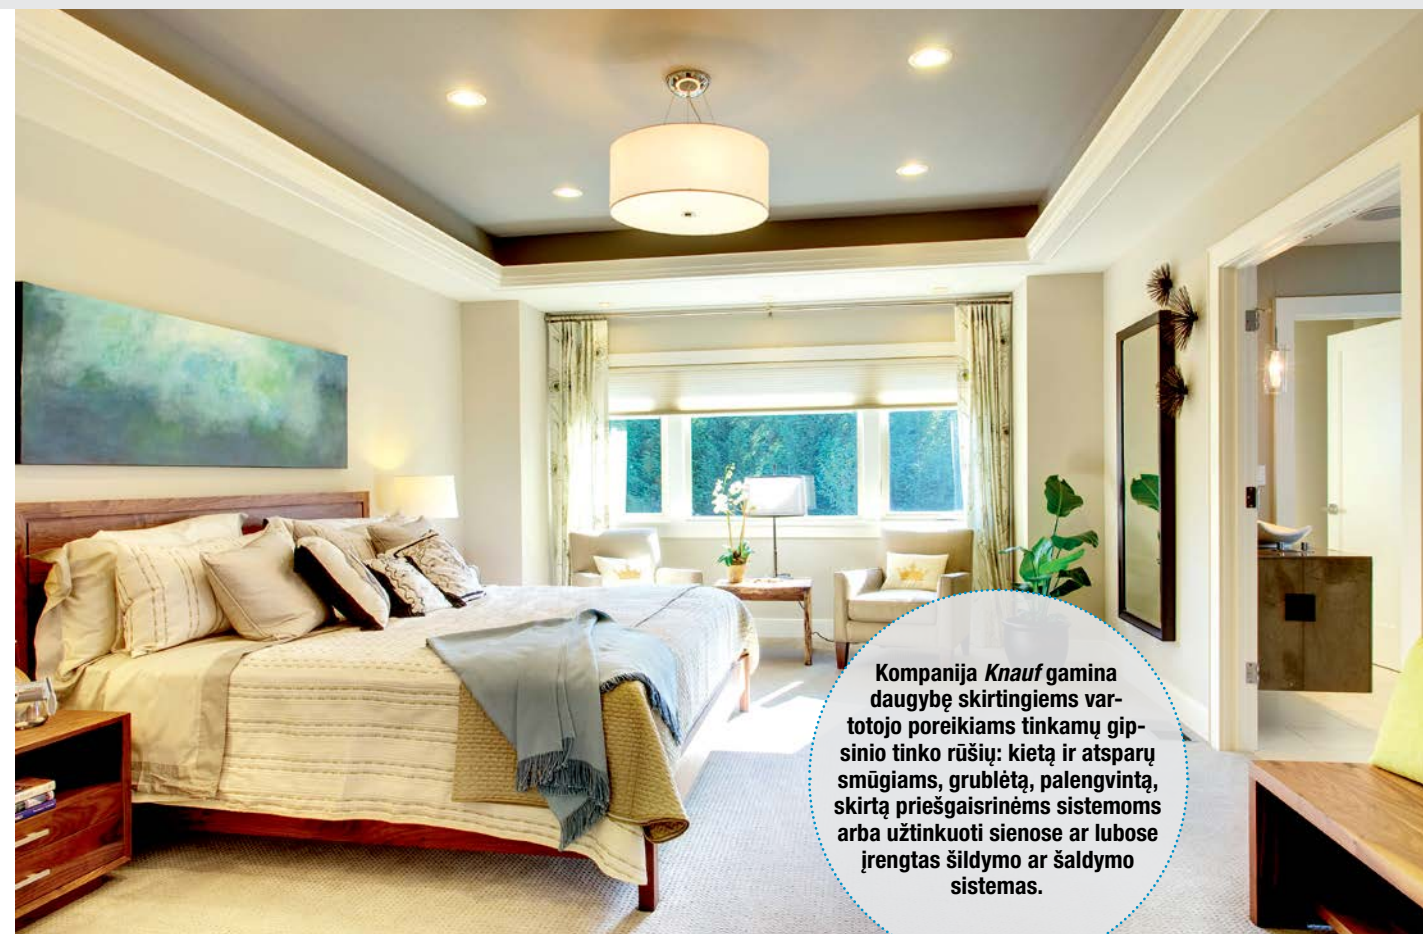 Kompanija Knauf gamina
daugybę skirtingiems var-
totojo poreikiams tinkamų gip-
sinio tinko rūšių: kietą ir atsparų
smūgiams, grublėtą, palengvintą,
skirtą priešgaisrinėms sistemoms
arba užtinkuoti sienose ar lubose
įrengtas šildymo ar šaldymo
sistemas.